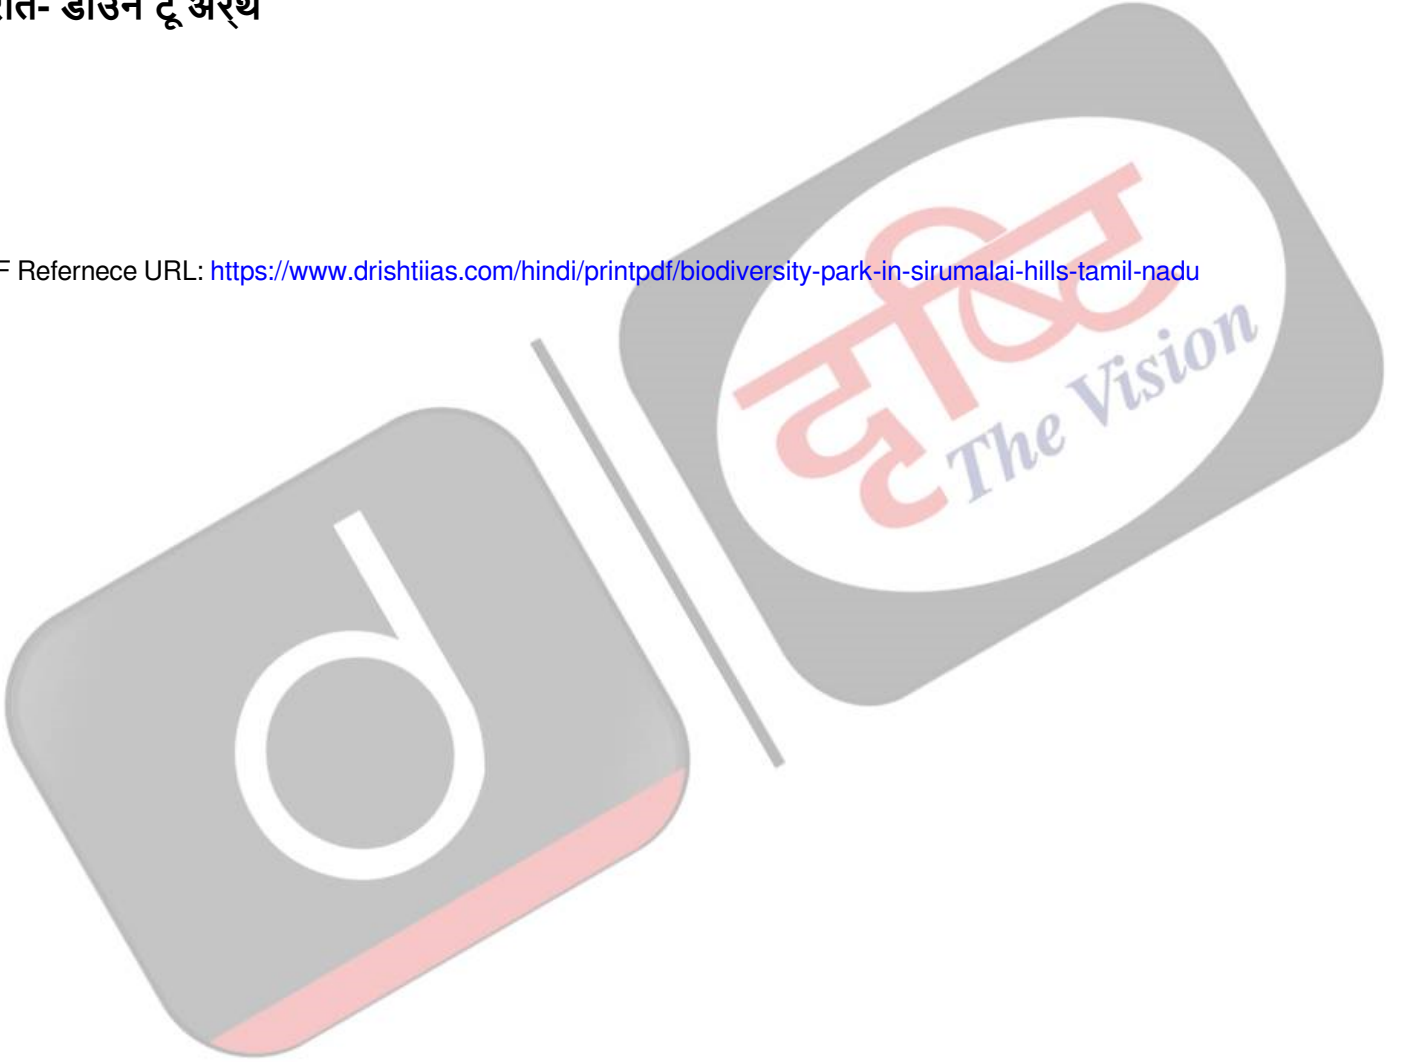 डाउन टू अर्थ
F Refernece URL: https://www.drishtiias.com/hindi/printpdf/biodiversity-park-in-sirumalai-hills-tamil-nadu
दृष्टि
The Vision
d